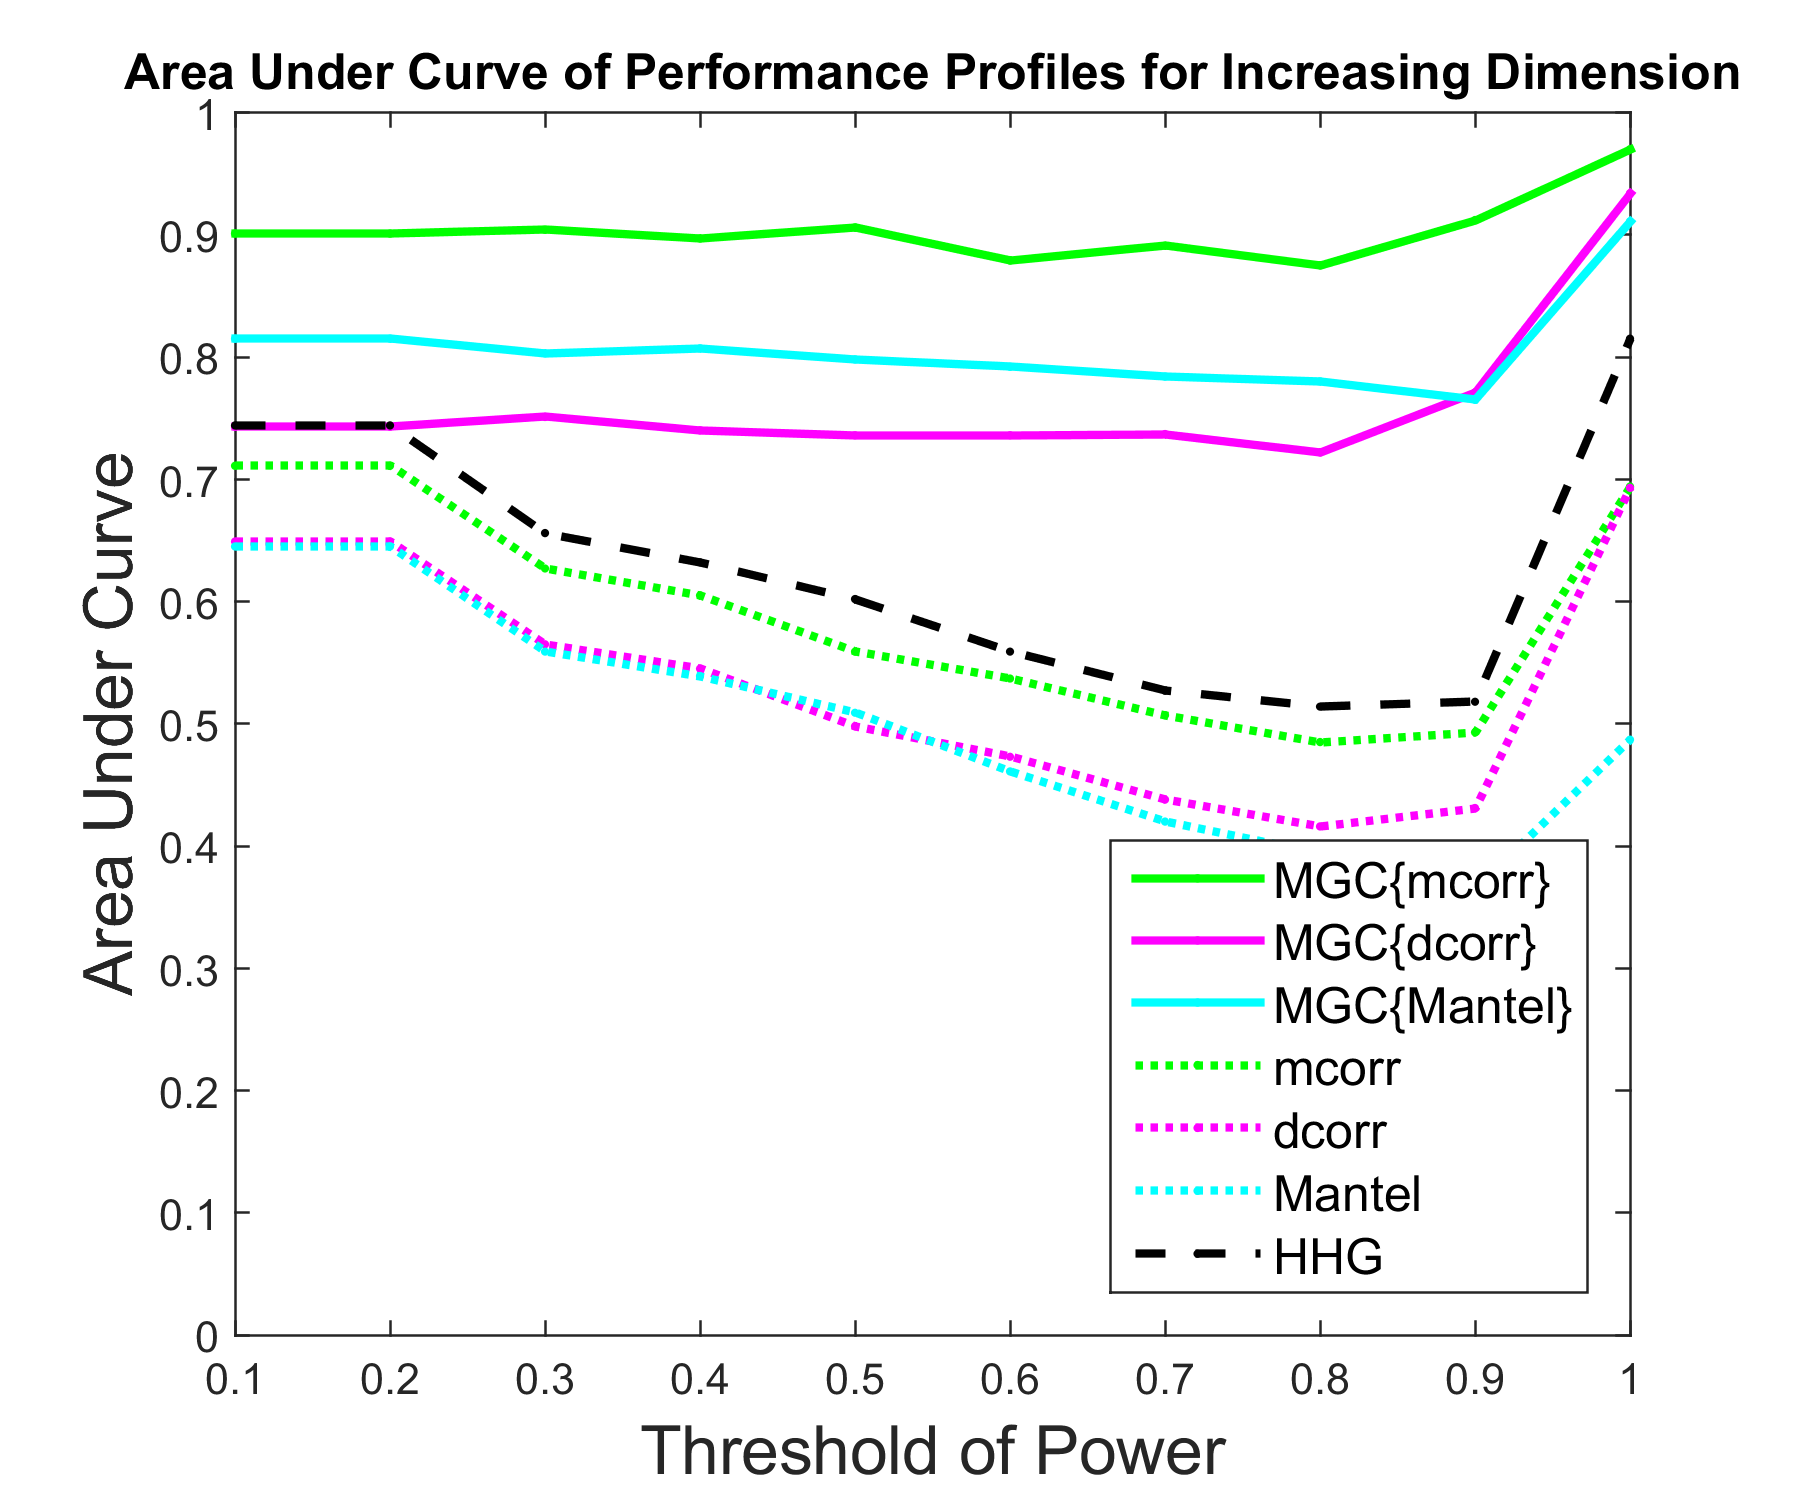 Area Under Curve of Performance Profiles for Increasing Dimension
1
0.9
0.8
0.7
0.6
0.5
0.4
0.3
0.2
0.1
0
Area Under Curve
MGC{mcorr}
MGC{dcorr}
MGC{Mantel}
mcorr
dcorr
Mantel
HHG
0.1 0.2 0.3 0.4 0.5 0.6 0.7 0.8 0.9 1
Threshold of Power